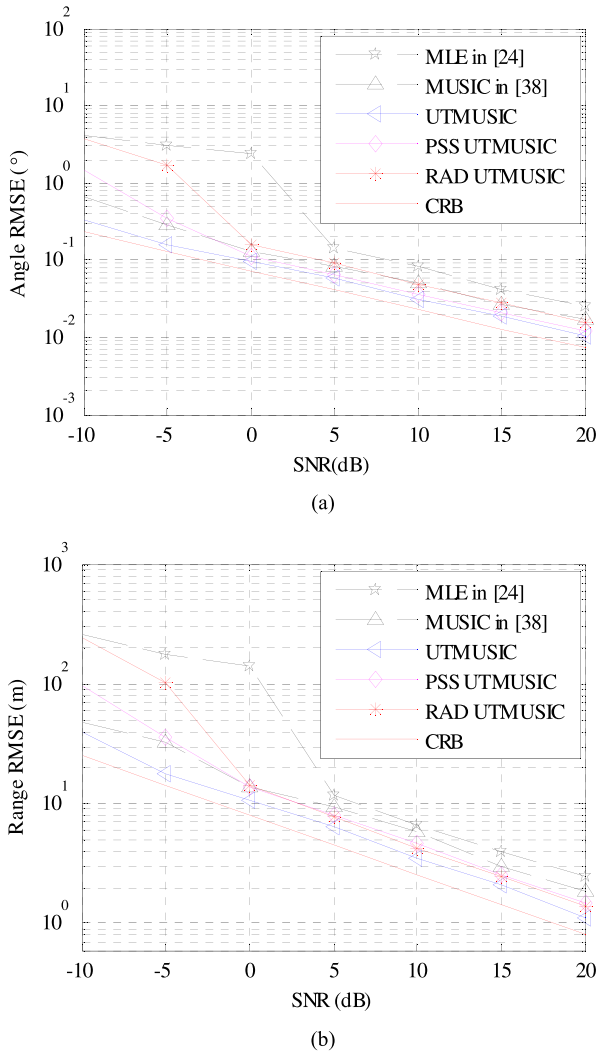 10^2
10^1
10^0
10^-1
10^-2
10^-3
Angle RMSE (°)
MLE in [24]
MUSIC in [38]
UTMUSIC
PSS UTMUSIC
RAD UTMUSIC
CRB
-10 -5 0 5 10 15 20
SNR(dB)
(a)
10^3
10^2
10^1
10^0
Range RMSE (m)
MLE in [24]
MUSIC in [38]
UTMUSIC
PSS UTMUSIC
RAD UTMUSIC
CRB
-10 -5 0 5 10 15 20
SNR (dB)
(b)